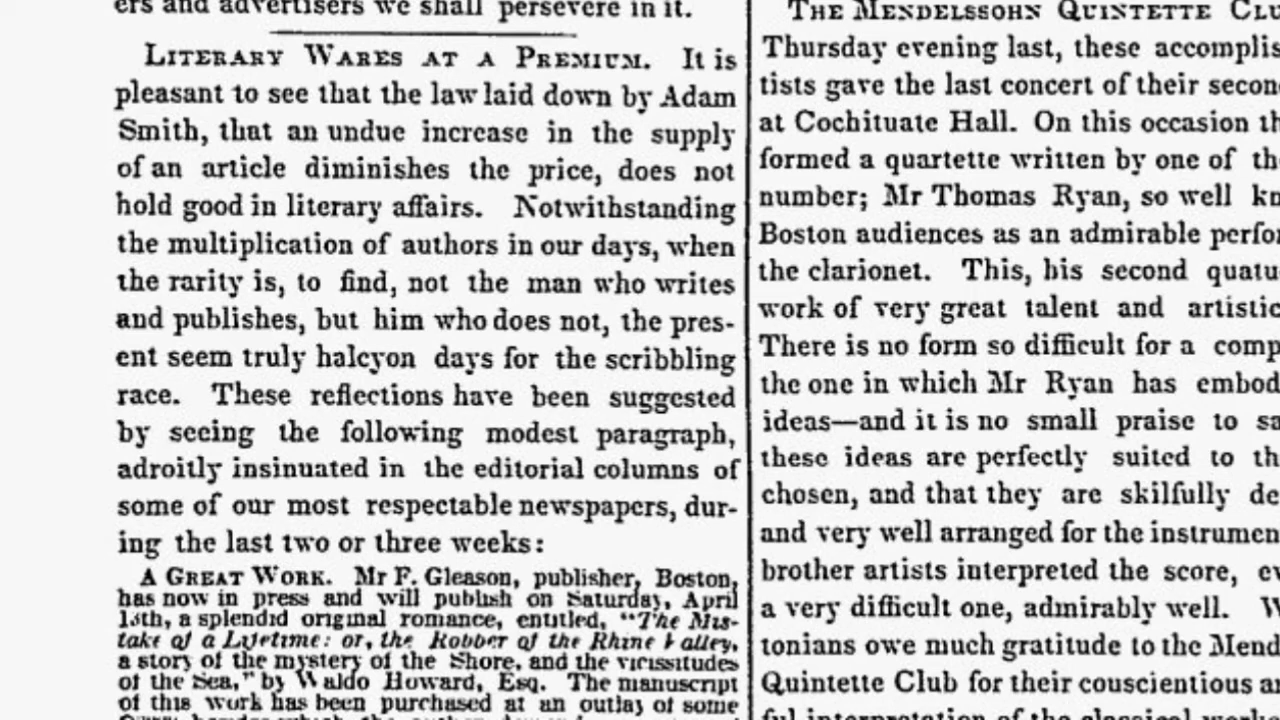 ers and advertisers we shall persevere in it.
LITERARY WARES AT A PREMIUM. It is
pleasant to see that the law laid down by Adam
Smith, that an undue increase in the supply
of an article diminishes the price, does not
hold good in literary affairs. Notwithstanding
the multiplication of authors in our days, when
the rarity is, to find, not the man who writes
and publishes, but him who does not, the pres-
ent seem truly halcyon days for the scribbling
race. These reflections have been suggested
by seeing the following modest paragraph,
adroitly insinuated in the editorial columns of
some of our most respectable newspapers, dur-
ing the last two or three weeks:
A GREAT WORK. Mr F. Gleason, publisher, Boston,
has now in press and will publish on Saturday, April
13th, a splendid original romance, entitled, "The Mis-
take of a Lifetime: or, the Robber of the Rhine Valley,
a story of the mystery of the Shore, and the vicissitudes
of the Sea," by Waldo Howard, Esq. The manuscript
of this work has been purchased at an outlay of some
THE MENDELSSOHN QUINTETTE CLU
Thursday evening last, these accomplis
tists gave the last concert of their secon
at Cochituate Hall. On this occasion th
formed a quartette written by one of th
number; Mr Thomas Ryan, so well kn
Boston audiences as an admirable perfor
the clarionet. This, his second quatu
work of very great talent and artistic
There is no form so difficult for a comp
the one in which Mr Ryan has embod
ideas—and it is no small praise to sa
these ideas are perfectly suited to th
chosen, and that they are skilfully de
and very well arranged for the instrumen
brother artists interpreted the score, ev
a very difficult one, admirably well. W
tonians owe much gratitude to the Mend
Quintette Club for their couscientious an
ful interpretation of the classical works